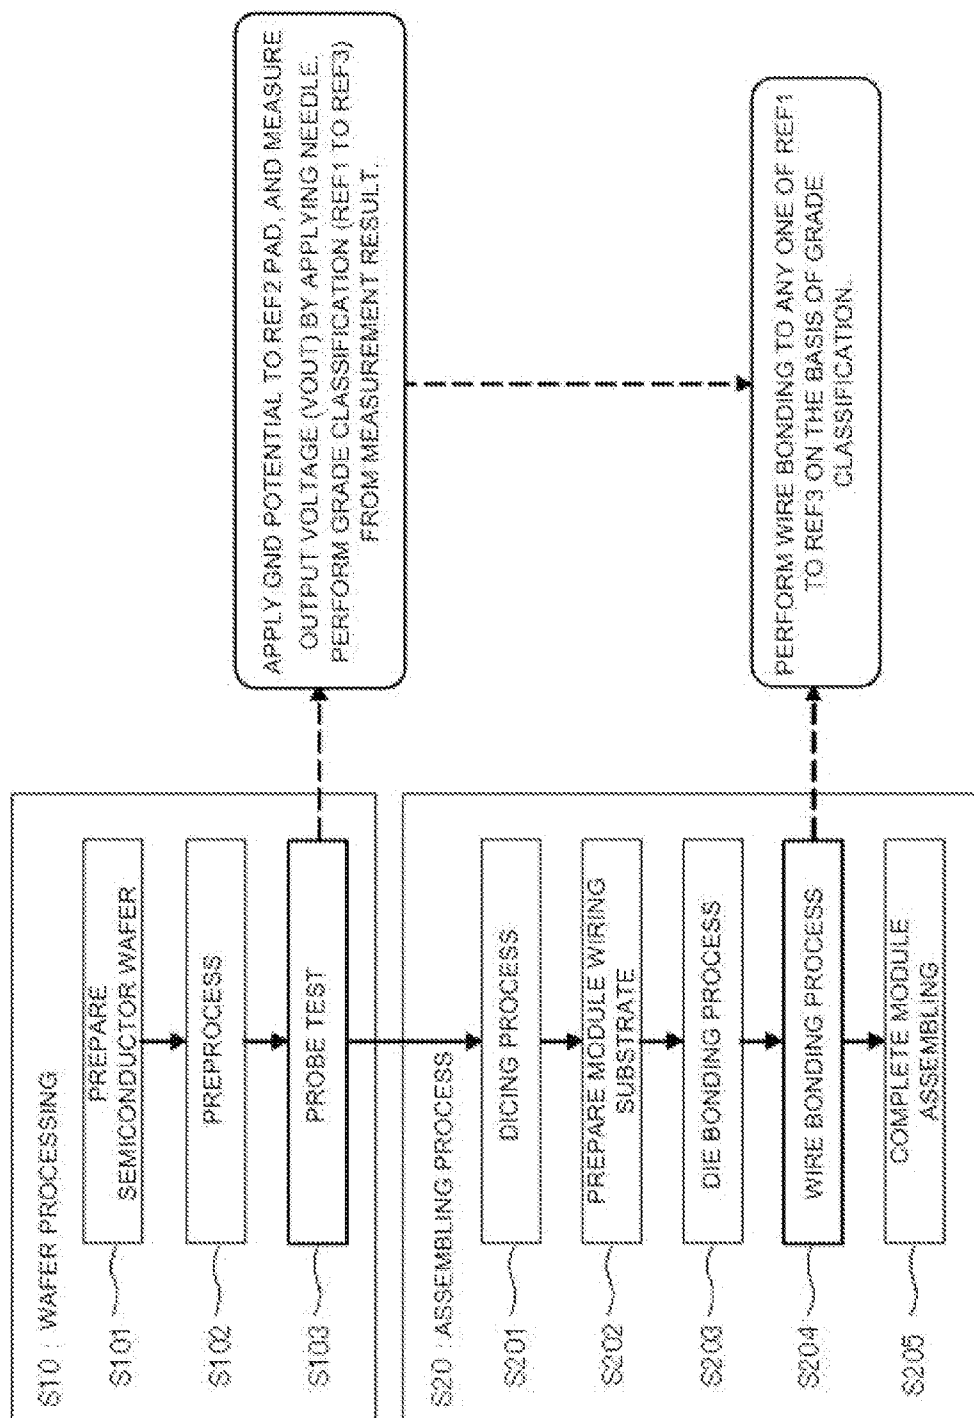 S10 : WAFER PROCESSING
S101
PREPARE
SEMICONDUCTOR WAFER
S102
PREPROCESS
S103
PROBE TEST
APPLY GND POTENTIAL TO REF2 PAD, AND MEASURE
OUTPUT VOLTAGE (VOUT) BY APPLYING NEEDLE.
PERFORM GRADE CLASSIFICATION (REF1 TO REF3)
FROM MEASUREMENT RESULT.
S20 : ASSEMBLING PROCESS
S201
DICING PROCESS
S202
PREPARE MODULE WIRING
SUBSTRATE
S203
DIE BONDING PROCESS
S204
WIRE BONDING PROCESS
PERFORM WIRE BONDING TO ANY ONE OF REF1
TO REF3 ON THE BASIS OF GRADE
CLASSIFICATION.
S205
COMPLETE MODULE
ASSEMBLING